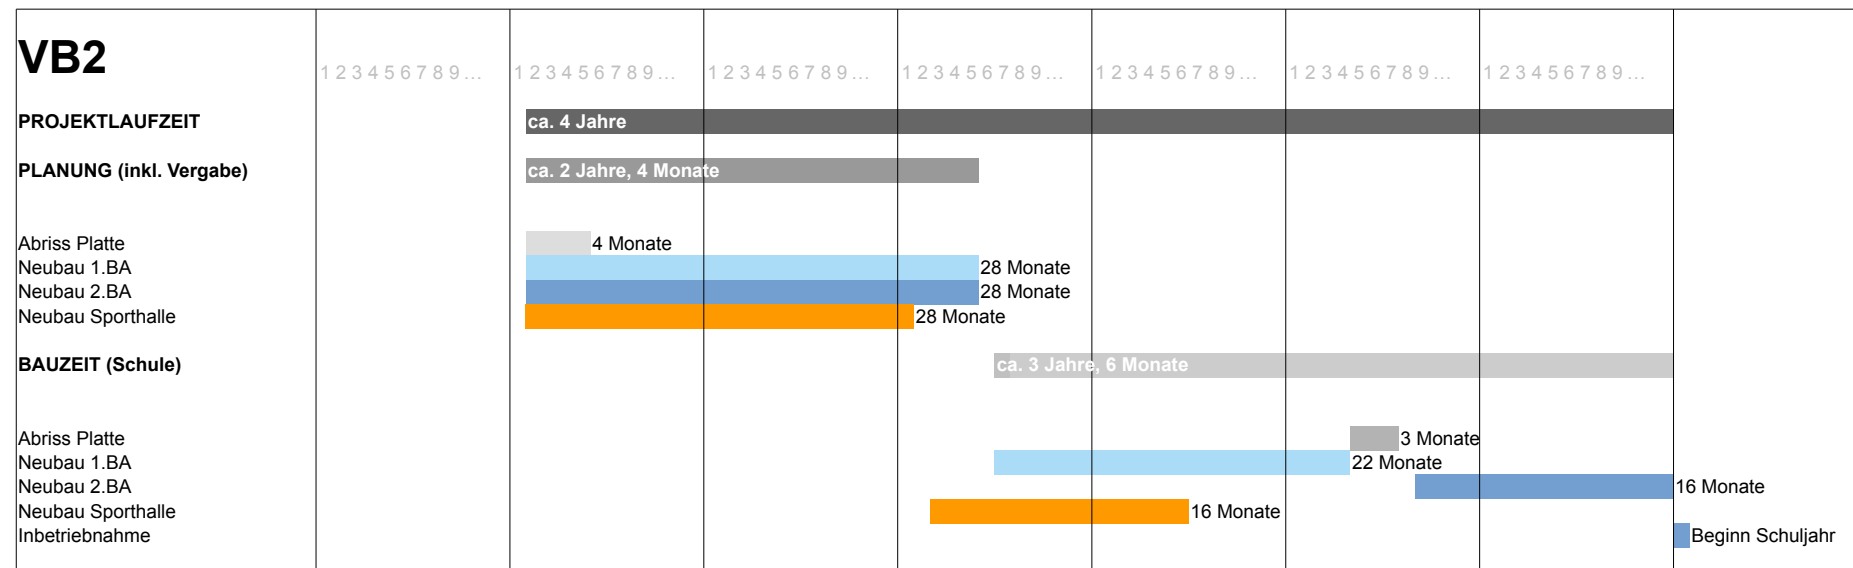 VB2
1 2 3 4 5 6 7 8 9 ... 1 2 3 4 5 6 7 8 9 ... 1 2 3 4 5 6 7 8 9 ... 1 2 3 4 5 6 7 8 9 ... 1 2 3 4 5 6 7 8 9 ... 1 2 3 4 5 6 7 8 9 ... 1 2 3 4 5 6 7 8 9 ...
PROJEKTLAUFZEIT ca. 4 Jahre
PLANUNG (inkl. Vergabe) ca. 2 Jahre, 4 Monate
Abriss Platte 4 Monate
Neubau 1.BA 28 Monate
Neubau 2.BA 28 Monate
Neubau Sporthalle 28 Monate
BAUZEIT (Schule) ca. 3 Jahre, 6 Monate
Abriss Platte 3 Monate
Neubau 1.BA 22 Monate
Neubau 2.BA 16 Monate
Neubau Sporthalle 16 Monate
Inbetriebnahme Beginn Schuljahr